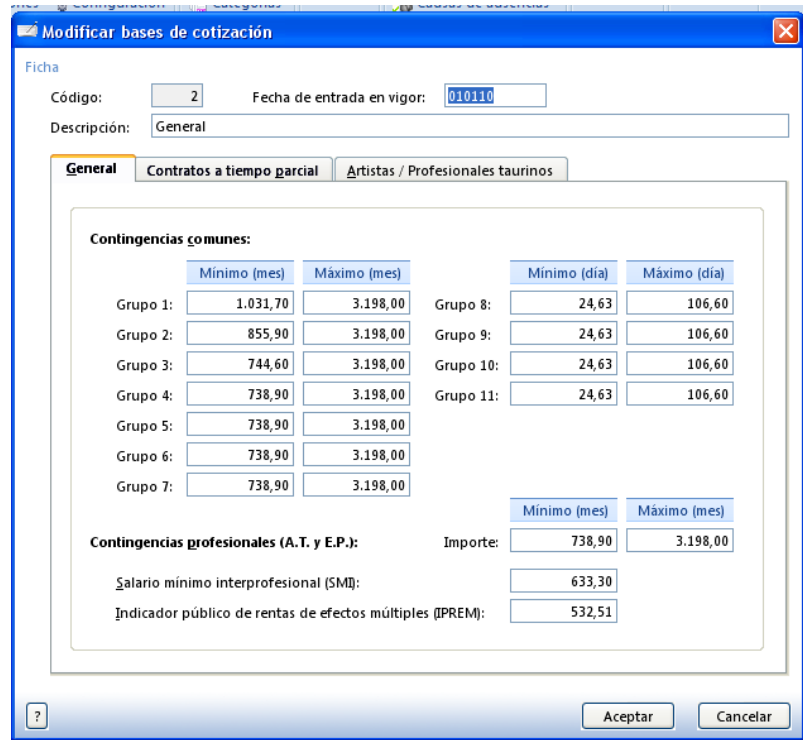 Modificar bases de cotización
Ficha
Código: 2 Fecha de entrada en vigor: 010110
Descripción: General
General Contratos a tiempo parcial Artistas / Profesionales taurinos
Contingencias comunes:
Mínimo (mes) Máximo (mes) Mínimo (día) Máximo (día)
Grupo 1: 1.031,70 3.198,00 Grupo 8: 24,63 106,60
Grupo 2: 855,90 3.198,00 Grupo 9: 24,63 106,60
Grupo 3: 744,60 3.198,00 Grupo 10: 24,63 106,60
Grupo 4: 738,90 3.198,00 Grupo 11: 24,63 106,60
Grupo 5: 738,90 3.198,00
Grupo 6: 738,90 3.198,00
Grupo 7: 738,90 3.198,00
Mínimo (mes) Máximo (mes)
Contingencias profesionales (A.T. y E.P.): Importe: 738,90 3.198,00
Salario mínimo interprofesional (SMI): 633,30
Indicador público de rentas de efectos múltiples (IPREM): 532,51
? Aceptar Cancelar